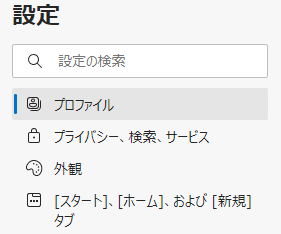 設定
設定の検索
プロファイル
プライバシー、検索、サービス
外観
[スタート]、[ホーム]、および [新規]
タブ